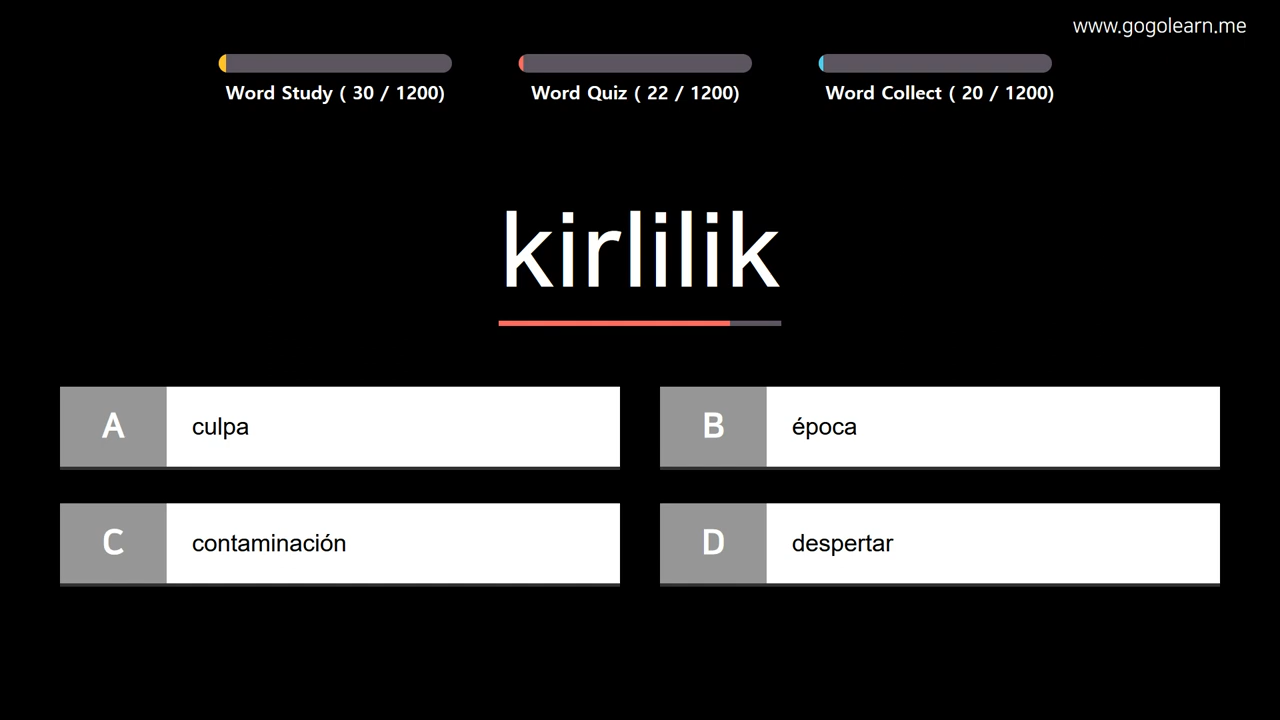 www.gogolearn.me
Word Study ( 30 / 1200)
Word Quiz ( 22 / 1200)
Word Collect ( 20 / 1200)
kirlilik
A culpa
B época
C contaminación
D despertar